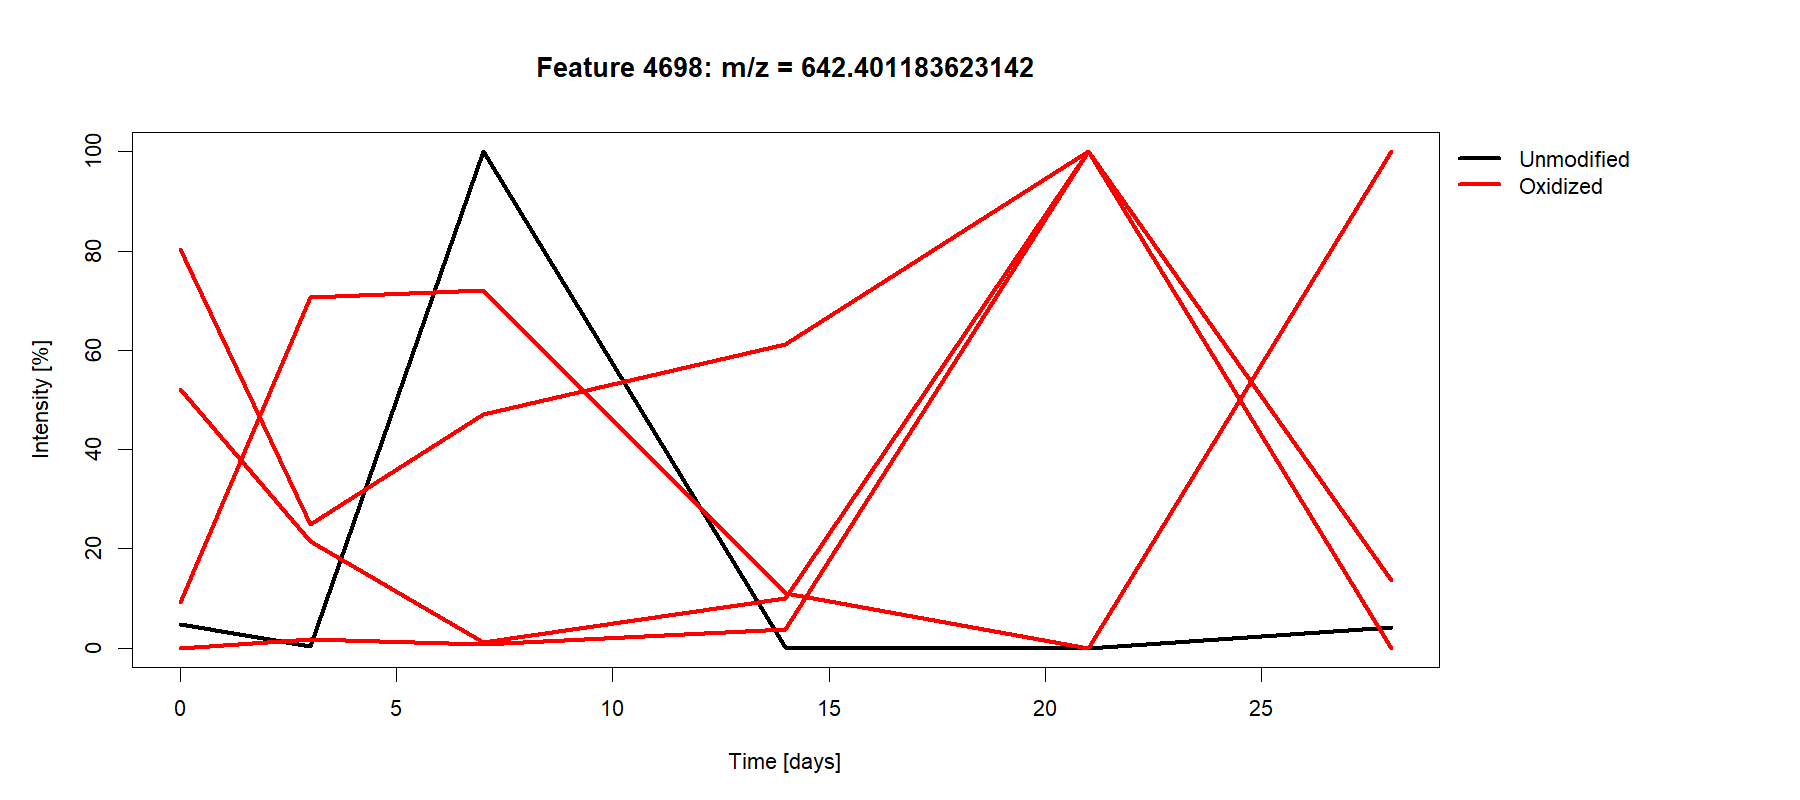 Feature 4698: m/z = 642.401183623142
Unmodified
Oxidized
100
80
60
40
20
0
Intensity [%]
0 5 10 15 20 25
Time [days]